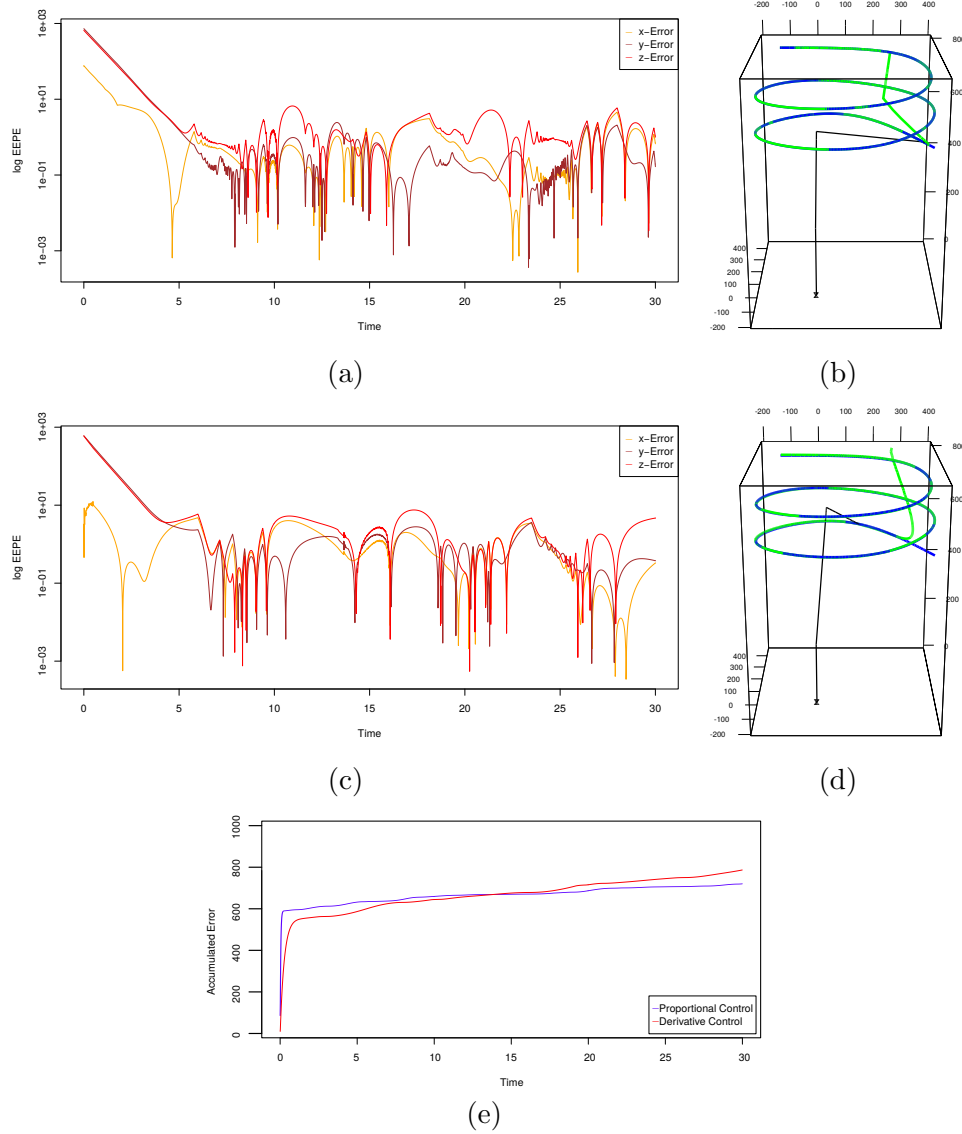 1e+03
1e+01
1e-01
1e-03
log EEPE
0 5 10 15 20 25 30
Time
x-Error
y-Error
z-Error
(a)
-200 0 100 200 300 400
800
600
400
200
0
400
300
200
100
0
-100
-200
(b)
1e+03
1e+01
1e-01
1e-03
log EEPE
0 5 10 15 20 25 30
Time
x-Error
y-Error
z-Error
(c)
-200 0 100 200 300 400
800
600
400
200
0
400
300
200
100
0
-100
-200
(d)
1000
800
600
400
200
0
Accumulated Error
0 5 10 15 20 25 30
Time
Proportional Control
Derivative Control
(e)